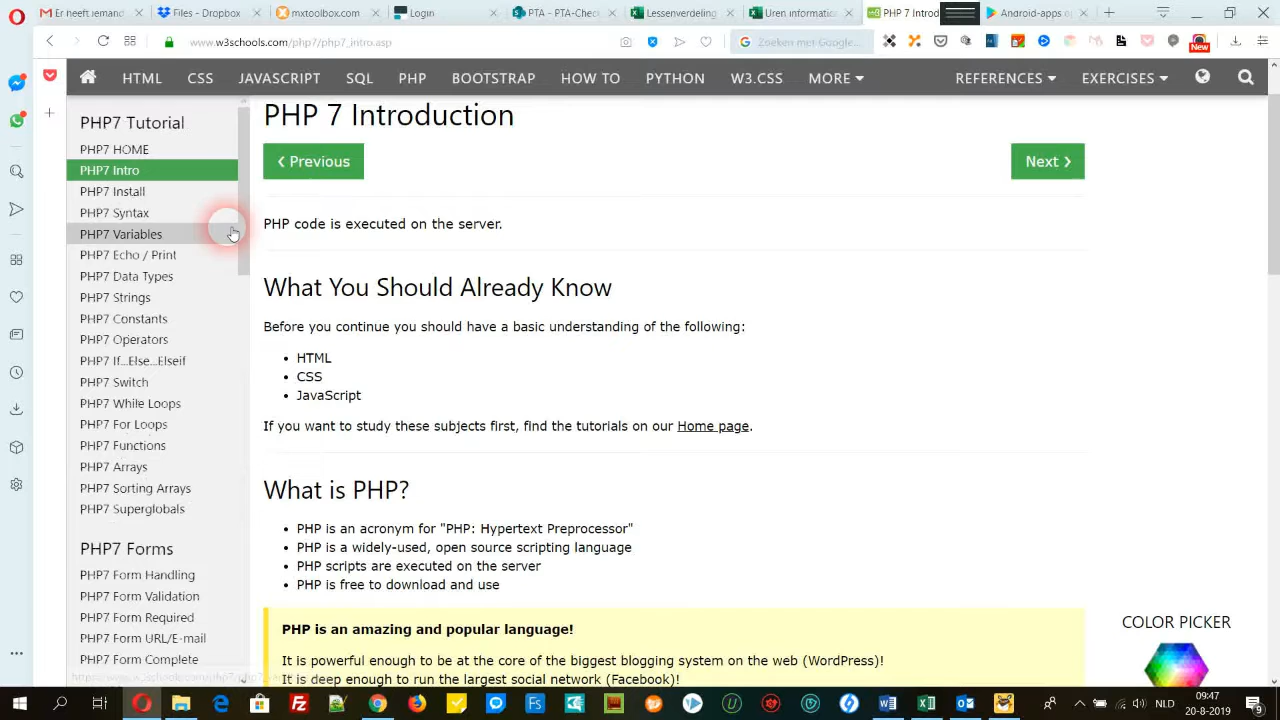 Er neemt iemand
Files - Dropbox
mxtoolbox
Loom
PTA - PTA-Check
Uren informatica
PHP 7 Introd
Android-apps
www.w3schools.com/php7/php7_intro.asp
Zoeken met Google...
New
HTML
CSS
JAVASCRIPT
SQL
PHP
BOOTSTRAP
HOW TO
PYTHON
W3.CSS
MORE
REFERENCES
EXERCISES
PHP7 Tutorial
PHP7 HOME
PHP7 Intro
PHP7 Install
PHP7 Syntax
PHP7 Variables
PHP7 Echo / Print
PHP7 Data Types
PHP7 Strings
PHP7 Constants
PHP7 Operators
PHP7 If...Else...Elseif
PHP7 Switch
PHP7 While Loops
PHP7 For Loops
PHP7 Functions
PHP7 Arrays
PHP7 Sorting Arrays
PHP7 Superglobals
PHP7 Forms
PHP7 Form Handling
PHP7 Form Validation
PHP7 Form Required
PHP7 Form URL/E-mail
PHP7 Form Complete
PHP 7 Introduction
❮ Previous
Next ❯
PHP code is executed on the server.
What You Should Already Know
Before you continue you should have a basic understanding of the following:
• HTML
• CSS
• JavaScript
If you want to study these subjects first, find the tutorials on our Home page.
What is PHP?
• PHP is an acronym for "PHP: Hypertext Preprocessor"
• PHP is a widely-used, open source scripting language
• PHP scripts are executed on the server
• PHP is free to download and use
PHP is an amazing and popular language!
It is powerful enough to be at the core of the biggest blogging system on the web (WordPress)!
It is deep enough to run the largest social network (Facebook)!
COLOR PICKER
NLD
09:47
20-8-2019